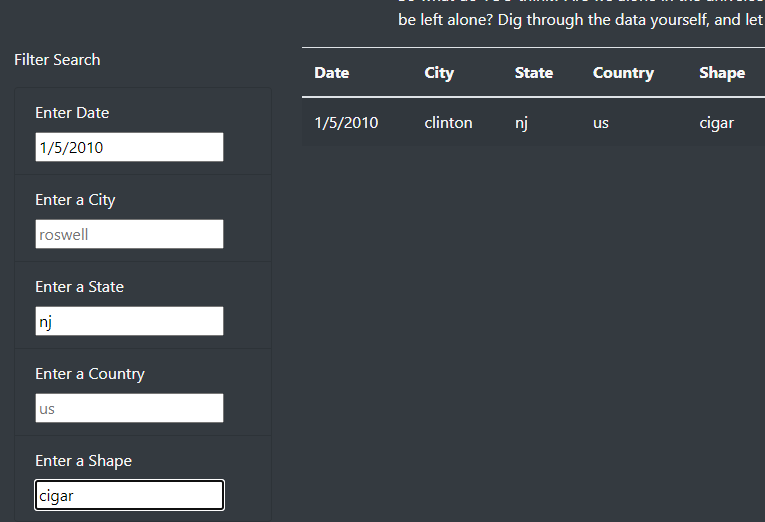 be left alone? Dig through the data yourself, and let
Filter Search
Date City State Country Shape
Enter Date
1/5/2010
1/5/2010 clinton nj us cigar
Enter a City
roswell
Enter a State
nj
Enter a Country
us
Enter a Shape
cigar